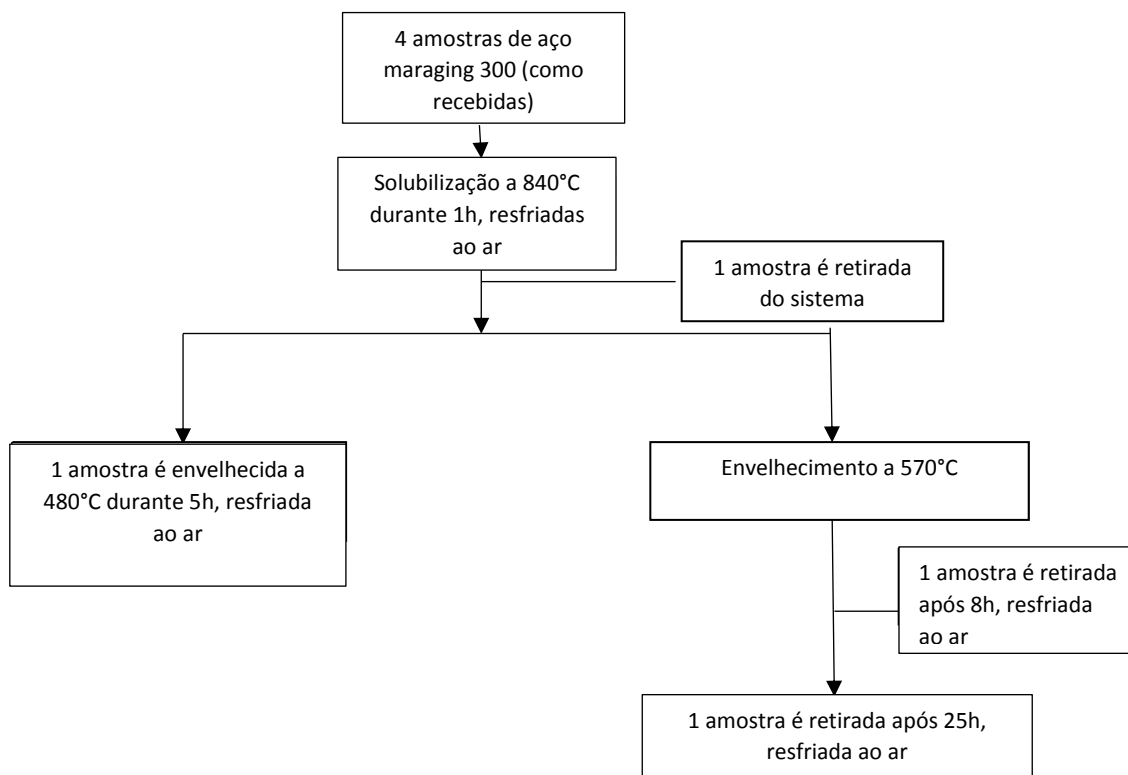 4 amostras de aço
maraging 300 (como
recebidas)
Solubilização a 840°C
durante 1h, resfriadas
ao ar
1 amostra é retirada
do sistema
1 amostra é envelhecida a
480°C durante 5h, resfriada
ao ar
Envelhecimento a 570°C
1 amostra é retirada
após 8h, resfriada
ao ar
1 amostra é retirada após 25h,
resfriada ao ar